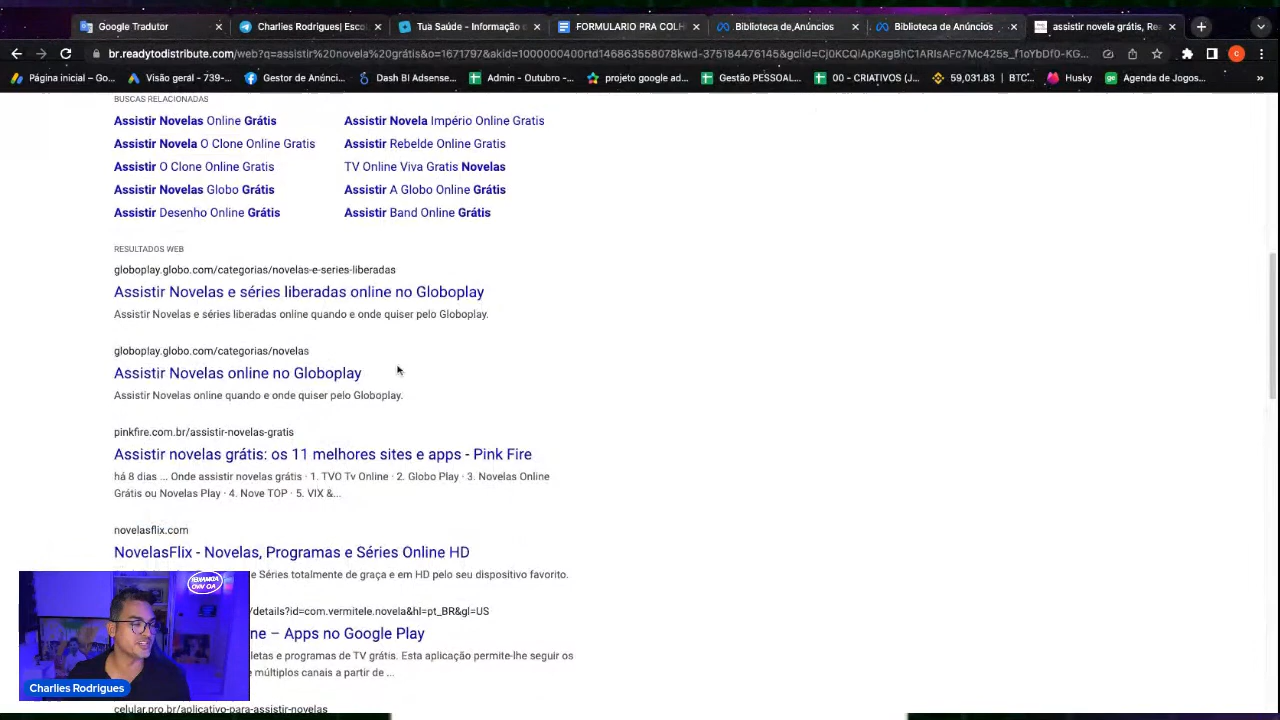 Google Tradutor
Charlies Rodrigues| Escol
Tua Saúde - Informação c
FORMULARIO PRA COLH
Biblioteca de Anúncios
Biblioteca de Anúncios
assistir novela grátis, Res
br.readytodistribute.com/web?q=assistir%20novela%20grátis&o=1671797&akid=1000000400rtd146863558078kwd-375184476145&gclid=Cj0KCQiApKagBhC1ARIsAFc7Mc425s_f1oYbDf0-KG...
Página inicial – Go...
Visão geral - 739-...
Gestor de Anúnci...
Dash BI Adsense...
Admin - Outubro -...
projeto google ad...
Gestão PESSOAL...
00 - CRIATIVOS (J...
59,031.83 | BTC...
Husky
Agenda de Jogos...
BUSCAS RELACIONADAS
Assistir Novelas Online Grátis
Assistir Novela Império Online Gratis
Assistir Novela O Clone Online Gratis
Assistir Rebelde Online Gratis
Assistir O Clone Online Gratis
TV Online Viva Gratis Novelas
Assistir Novelas Globo Grátis
Assistir A Globo Online Grátis
Assistir Desenho Online Grátis
Assistir Band Online Grátis
RESULTADOS WEB
globoplay.globo.com/categorias/novelas-e-series-liberadas
Assistir Novelas e séries liberadas online no Globoplay
Assistir Novelas e séries liberadas online quando e onde quiser pelo Globoplay.
globoplay.globo.com/categorias/novelas
Assistir Novelas online no Globoplay
Assistir Novelas online quando e onde quiser pelo Globoplay.
pinkfire.com.br/assistir-novelas-gratis
Assistir novelas grátis: os 11 melhores sites e apps - Pink Fire
há 8 dias ... Onde assistir novelas grátis · 1. TVO Tv Online · 2. Globo Play · 3. Novelas Online
Grátis ou Novelas Play · 4. Nove TOP · 5. VIX &...
novelasflix.com
NovelasFlix - Novelas, Programas e Séries Online HD
e Séries totalmente de graça e em HD pelo seu dispositivo favorito.
/details?id=com.vermitele.novela&hl=pt_BR&gl=US
ne – Apps no Google Play
letas e programas de TV grátis. Esta aplicação permite-lhe seguir os
múltiplos canais a partir de ...
celular.pro.br/aplicativo-para-assistir-novelas
Charlies Rodrigues